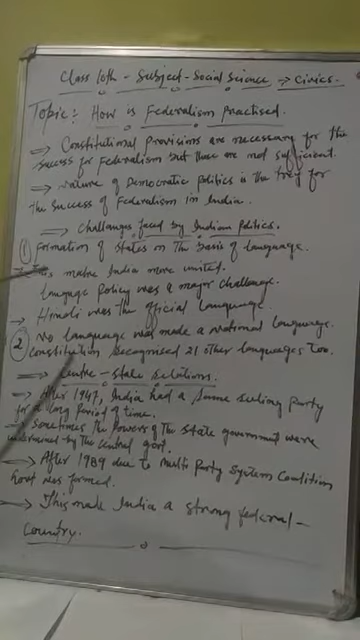 Class 10th - Subject - Social Science → Civics.
Topic: How is Federalism Practised.
→ Constitutional Provisions are necessary for the
success for Federalism but these are not sufficient.
→ Nature of Democratic Politics is the for
the success of Federalism in India.
→ Challanges faced by Indian Politics.
① Formation of states on the basis of language.
This India more united.
Language Policy was a major challange.
→ Hindi was the official language.
② No language was made a National language.
Constitution recognised 21 other languages too.
→ Centre - State Relations.
→ After 1947, India had a Same ruling Party
for a long Period of time.
→ Sometimes the Powers of the State government were
by the central govt.
→ After 1989 due to Multi Party System Coalition
Govt was formed.
→ This made India a strong federal -
Country.